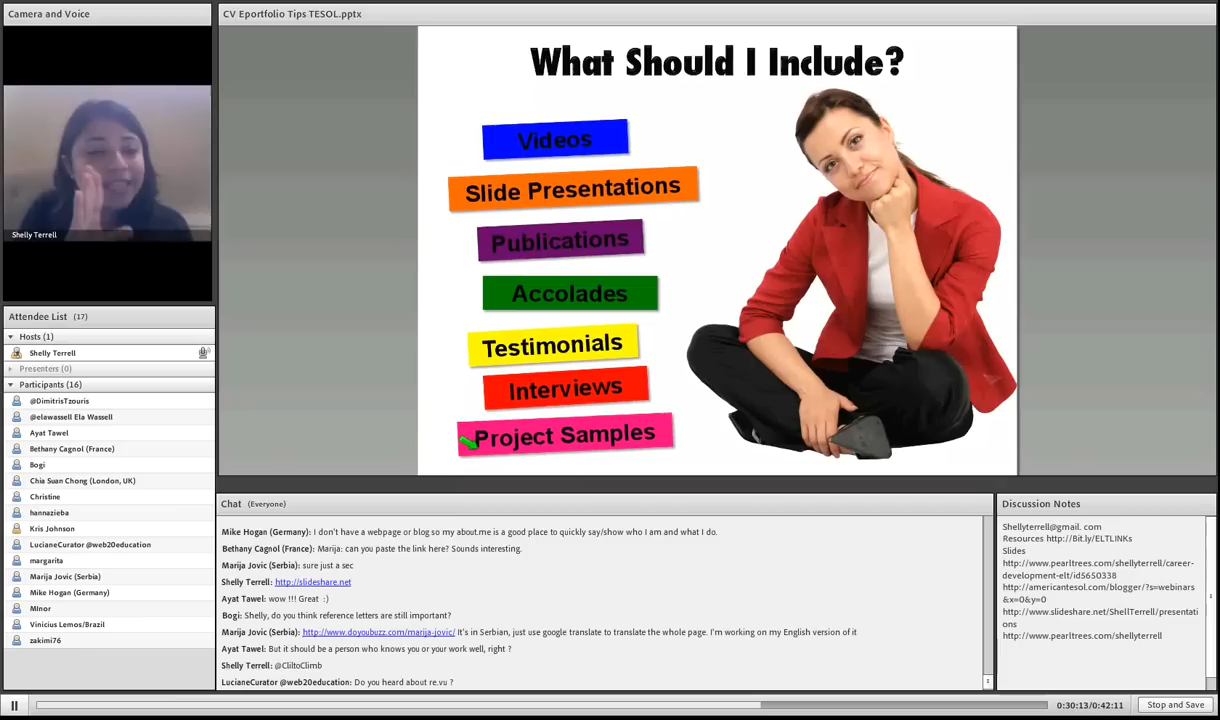 Camera and Voice
Shelly Terrell
Attendee List (17)
Hosts (1)
Shelly Terrell
Presenters (0)
Participants (16)
@DimitrisTzouris
@elawassell Ela Wassell
Ayat Tawel
Bethany Cagnol (France)
Bogi
Chia Suan Chong (London, UK)
Christine
hannazieba
Kris Johnson
LucianeCurator @web20education
margarita
Marija Jovic (Serbia)
Mike Hogan (Germany)
MInor
Vinicius Lemos/Brazil
zakimi76
CV Eportfolio Tips TESOL.pptx
What Should I Include?
Videos
Slide Presentations
Publications
Accolades
Testimonials
Interviews
Project Samples
Chat (Everyone)
Mike Hogan (Germany): I don't have a webpage or blog so my about.me is a good place to quickly say/show who I am and what I do.
Bethany Cagnol (France): Marija: can you paste the link here? Sounds interesting.
Marija Jovic (Serbia): sure just a sec
Shelly Terrell: http://slideshare.net
Ayat Tawel: wow !!! Great :)
Bogi: Shelly, do you think reference letters are still important?
Marija Jovic (Serbia): http://www.doyoubuzz.com/marija-jovic/ It's in Serbian, just use google translate to translate the whole page. I'm working on my English version of it
Ayat Tawel: But it should be a person who knows you or your work well, right ?
Shelly Terrell: @CliltoClimb
LucianeCurator @web20education: Do you heard about re.vu ?
Discussion Notes
Shellyterrell@gmail. com
Resources http://Bit.ly/ELTLINKs
Slides
http://www.pearltrees.com/shellyterrell/career-
development-elt/id5650338
http://americantesol.com/blogger/?s=webinars
&x=0&y=0
http://www.slideshare.net/ShellTerrell/presentati
ons
http://www.pearltrees.com/shellyterrell
0:30:13/0:42:11
Stop and Save